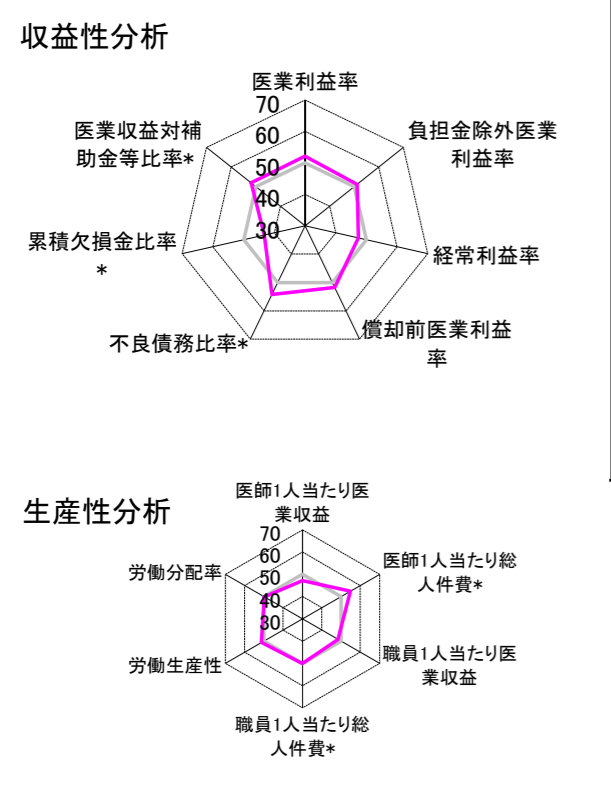 収益性分析
医業利益率
70
60
50
40
30
負担金除外医業
利益率
経常利益率
償却前医業利益
率
不良債務比率*
累積欠損金比率
*
医業収益対補
助金等比率*
生産性分析
医師1人当たり医
業収益
70
60
50
40
30
医師1人当たり総
人件費*
職員1人当たり医
業収益
職員1人当たり総
人件費*
労働生産性
労働分配率